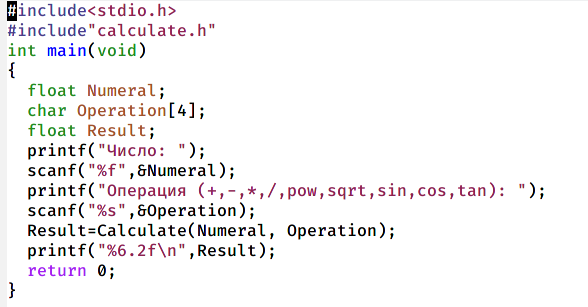 #include<stdio.h>
#include"calculate.h"
int main(void)
{
  float Numeral;
  char Operation[4];
  float Result;
  printf("Число: ");
  scanf("%f",&Numeral);
  printf("Операция (+,-,*,/,pow,sqrt,sin,cos,tan): ");
  scanf("%s",&Operation);
  Result=Calculate(Numeral, Operation);
  printf("%6.2f\n",Result);
  return 0;
}